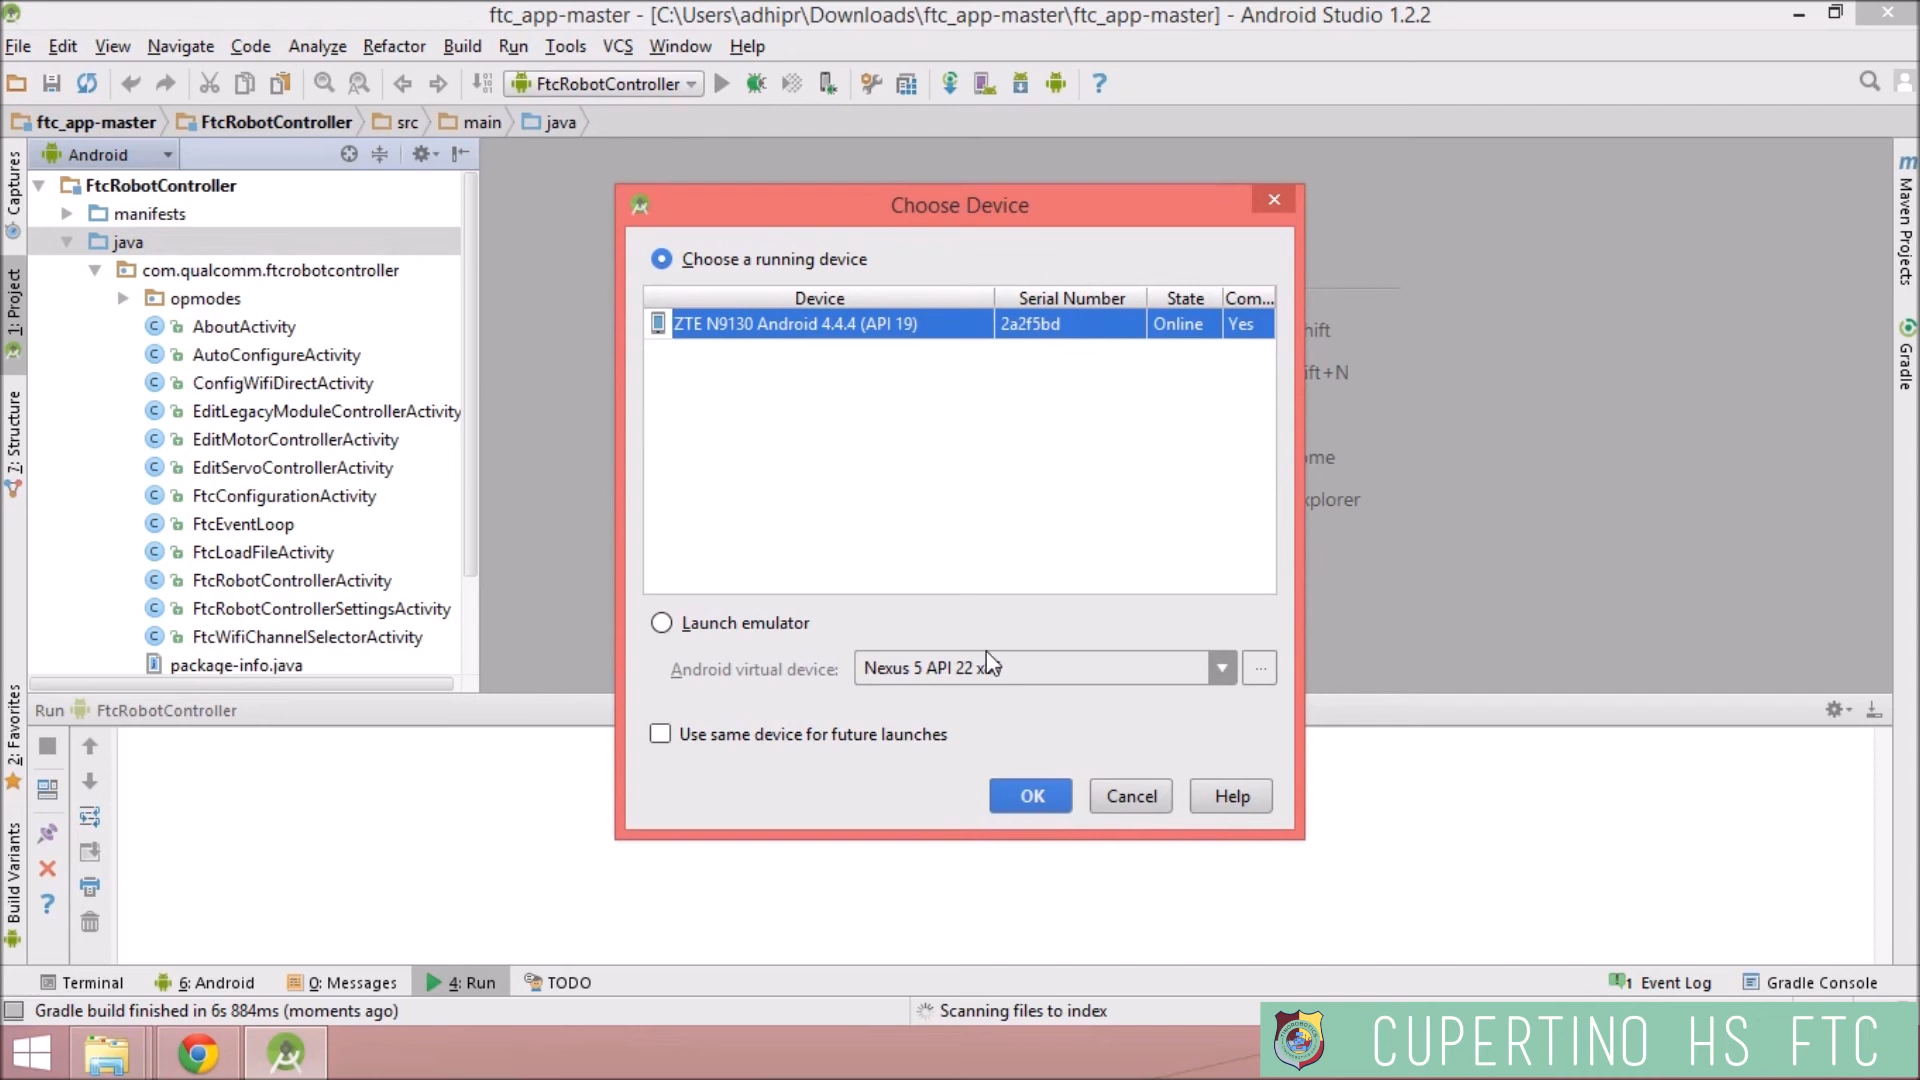 ftc_app-master - [C:\Users\adhipr\Downloads\ftc_app-master\ftc_app-master] - Android Studio 1.2.2
File Edit View Navigate Code Analyze Refactor Build Run Tools VCS Window Help
FtcRobotController
ftc_app-master FtcRobotController src main java
Captures
1: Project
7: Structure
2: Favorites
Build Variants
Android
FtcRobotController
manifests
java
com.qualcomm.ftcrobotcontroller
opmodes
AboutActivity
AutoConfigureActivity
ConfigWifiDirectActivity
EditLegacyModuleControllerActivity
EditMotorControllerActivity
EditServoControllerActivity
FtcConfigurationActivity
FtcEventLoop
FtcLoadFileActivity
FtcRobotControllerActivity
FtcRobotControllerSettingsActivity
FtcWifiChannelSelectorActivity
package-info.java
Choose Device
Choose a running device
Device Serial Number State Com...
ZTE N9130 Android 4.4.4 (API 19) 2a2f5bd Online Yes
Launch emulator
Android virtual device: Nexus 5 API 22
Use same device for future launches
OK Cancel Help
Maven Projects
Gradle
Run FtcRobotController
Terminal 6: Android 0: Messages 4: Run TODO 1 Event Log Gradle Console
Gradle build finished in 6s 884ms (moments ago) Scanning files to index
CUPERTINO HS FTC